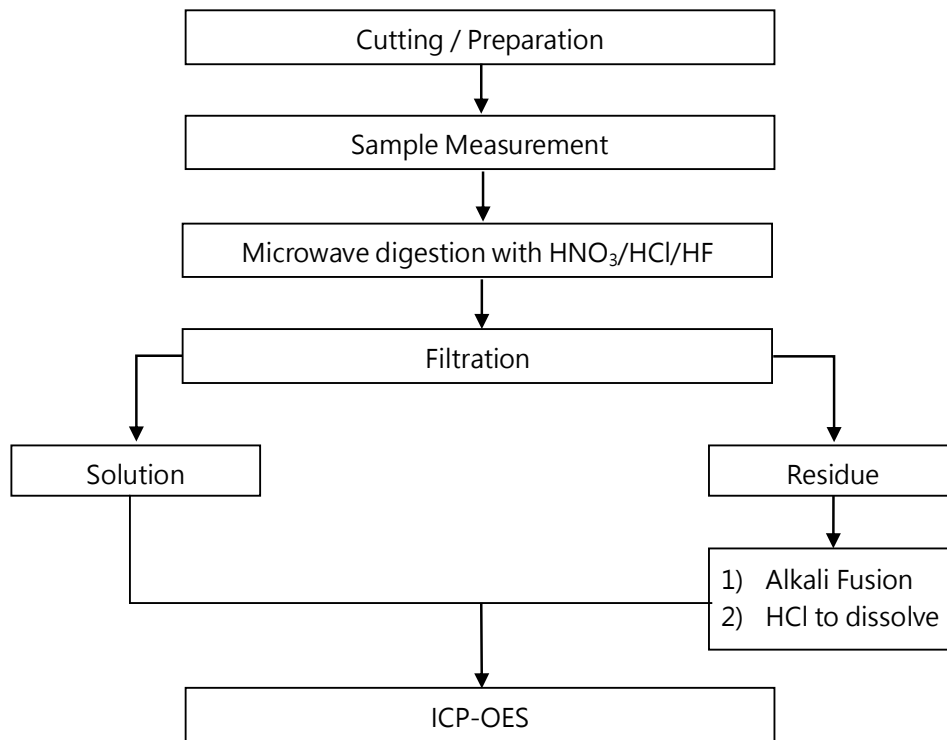 Cutting / Preparation
Sample Measurement
Microwave digestion with HNO₃/HCl/HF
Filtration
Solution
Residue
1) Alkali Fusion
2) HCl to dissolve
ICP-OES